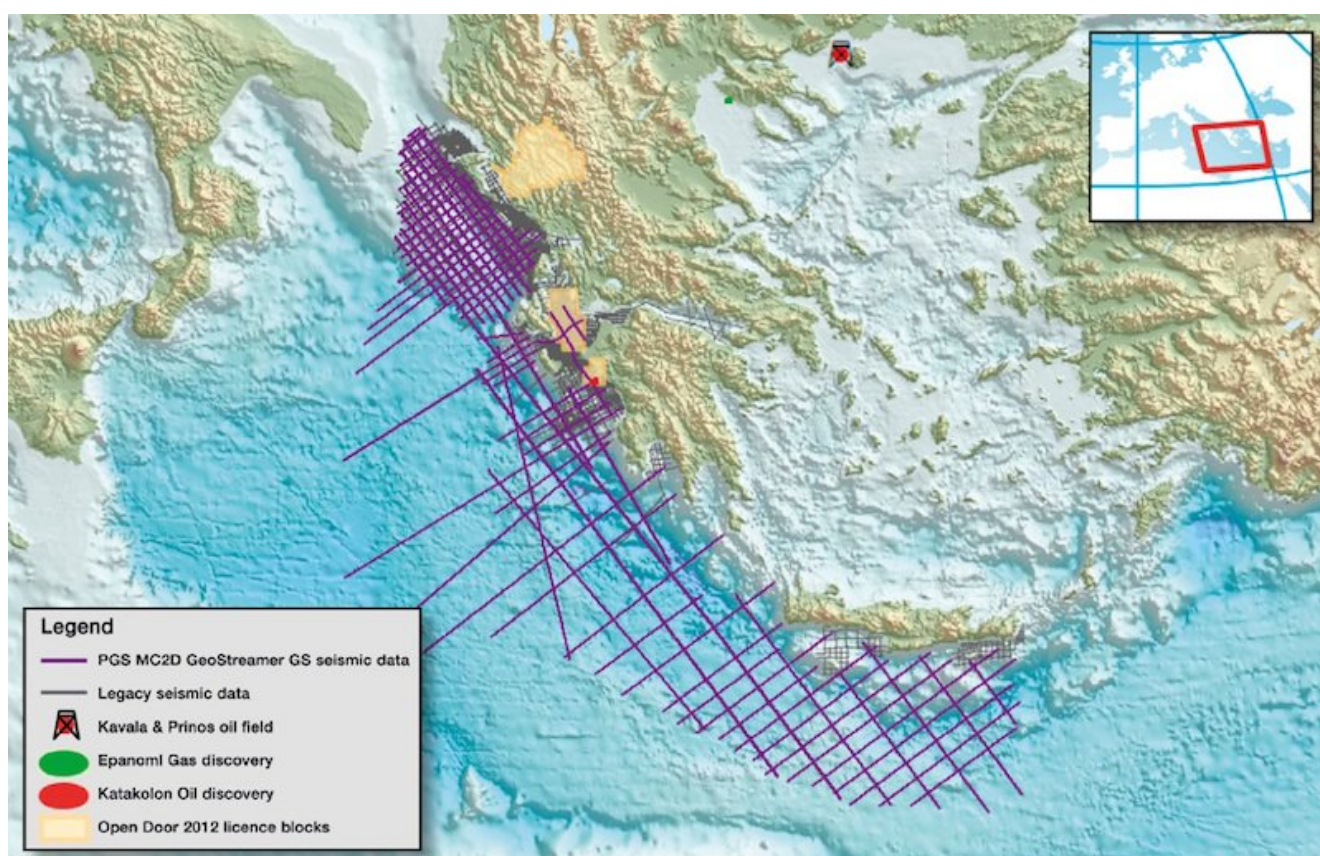 Legend
PGS MC2D GeoStreamer GS seismic data
Legacy seismic data
Kavala & Prinos oil field
Epanoml Gas discovery
Katakolon Oil discovery
Open Door 2012 licence blocks